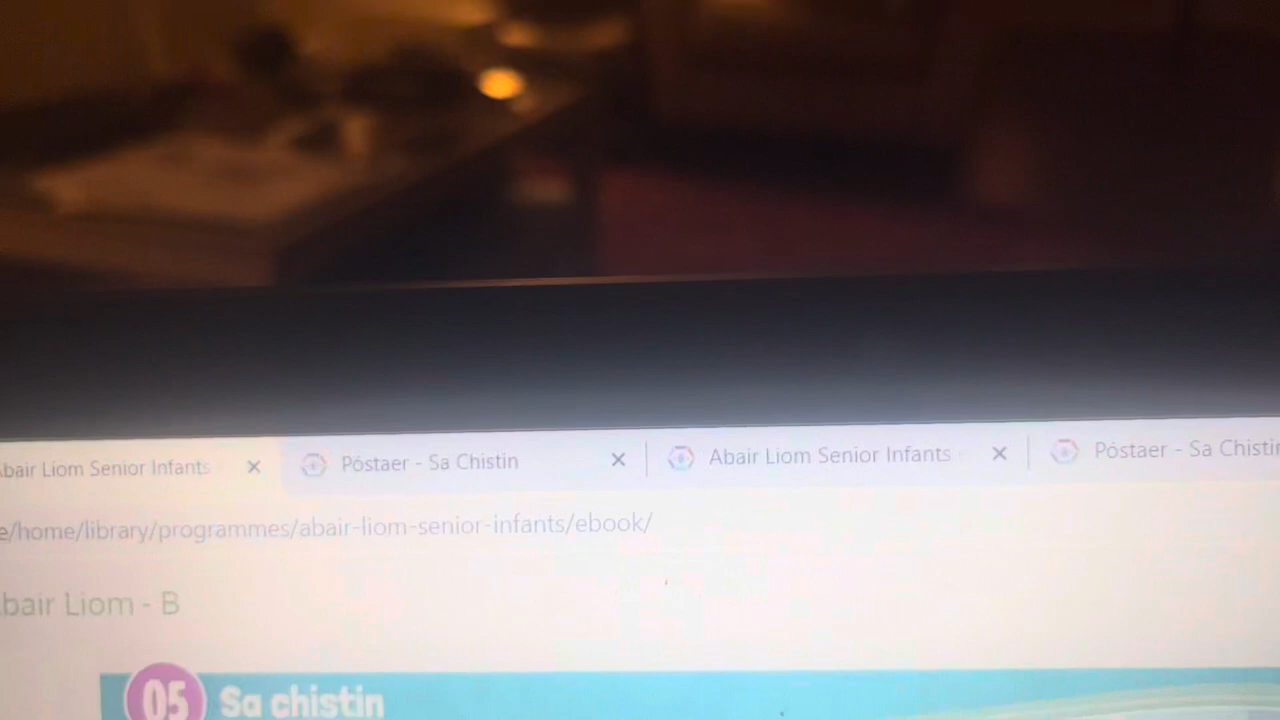 Abair Liom Senior Infants
Póstaer - Sa Chistin
Abair Liom Senior Infants
Póstaer - Sa Chistin
e/home/library/programmes/abair-liom-senior-infants/ebook/
Abair Liom - B
05 Sa chistin